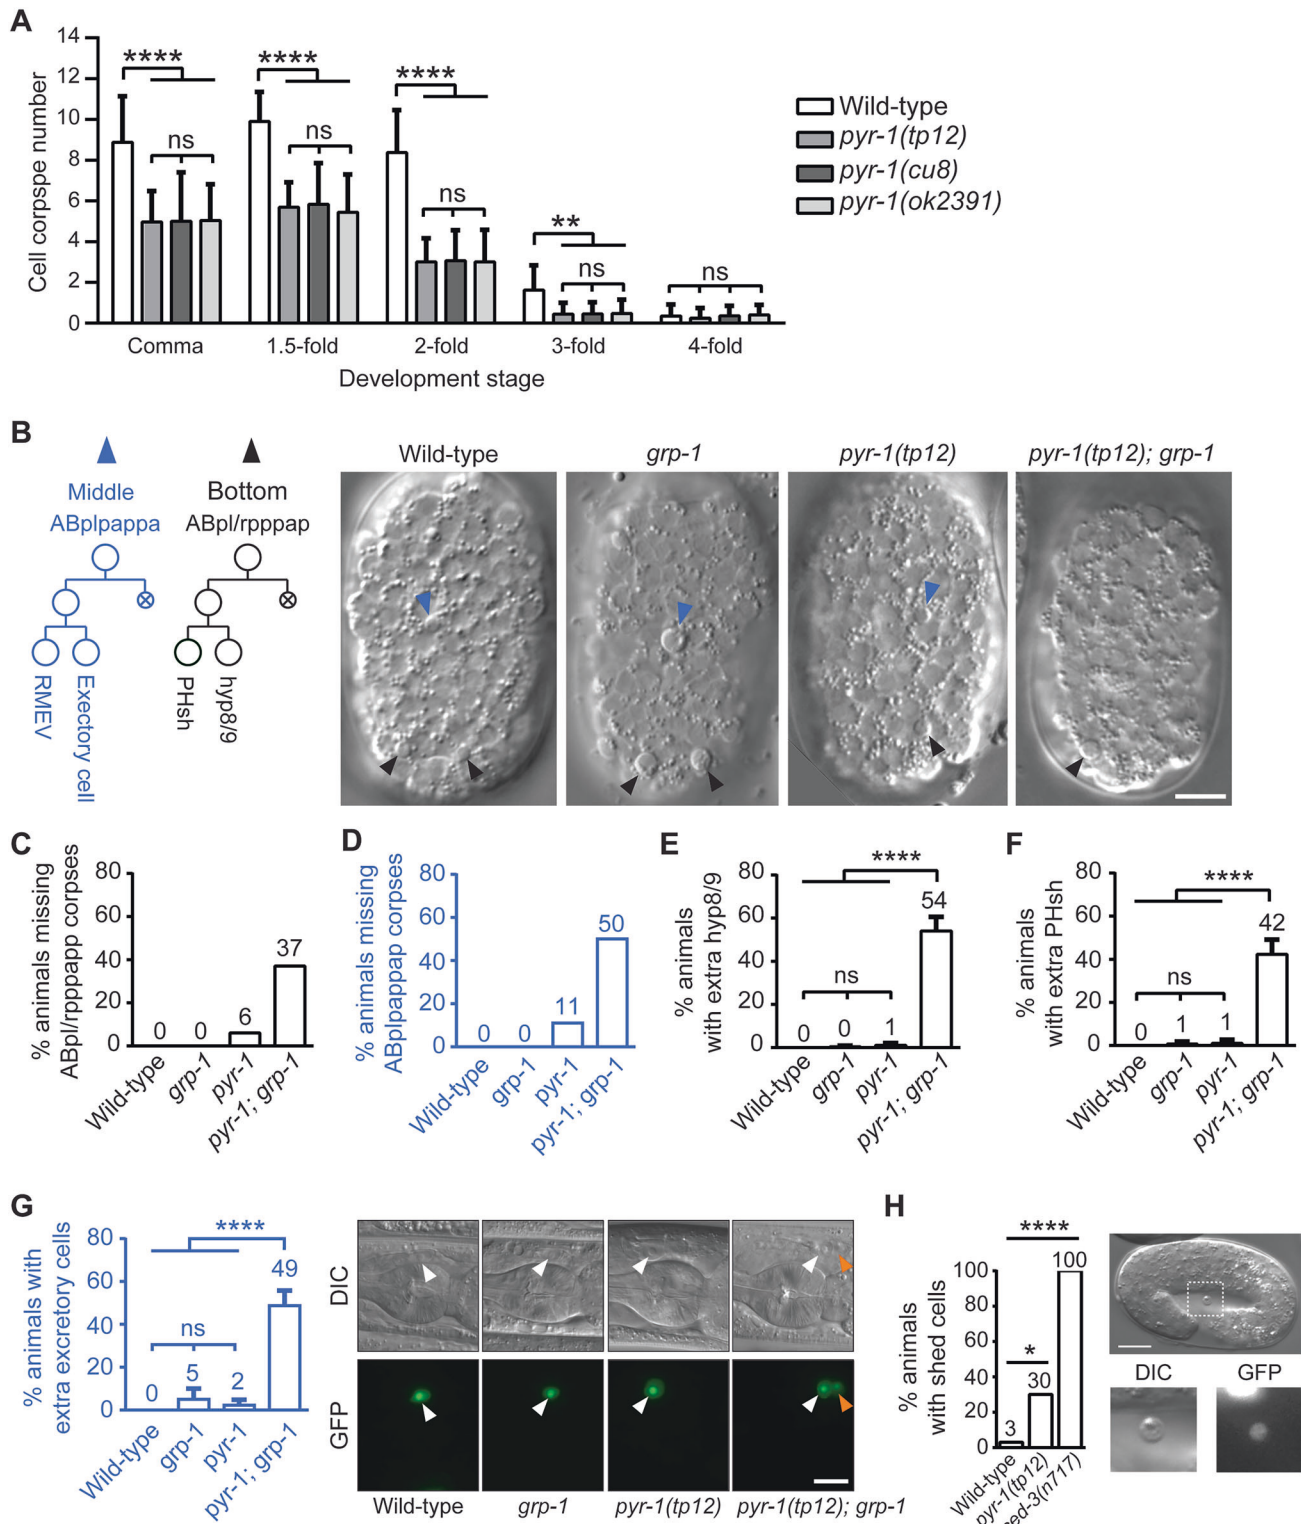 A
14
12
10
8
6
4
2
0
Cell corpspe number
****
****
****
**
ns
ns
ns
ns
ns
Comma
1.5-fold
2-fold
3-fold
4-fold
Development stage
Wild-type
pyr-1(tp12)
pyr-1(cu8)
pyr-1(ok2391)
B
Middle
ABplpappa
RMEV
Exectory cell
Bottom
ABpl/rpppap
PHsh
hyp8/9
Wild-type
grp-1
pyr-1(tp12)
pyr-1(tp12); grp-1
C
% animals missing
ABpl/rpppapp corpses
80
60
40
20
0
0
0
6
37
Wild-type
grp-1
pyr-1
pyr-1; grp-1
D
% animals missing
ABplpappap corpses
80
60
40
20
0
0
0
11
50
Wild-type
grp-1
pyr-1
pyr-1; grp-1
E
% animals
with extra hyp8/9
80
60
40
20
0
****
ns
0
0
1
54
Wild-type
grp-1
pyr-1
pyr-1; grp-1
F
% animals
with extra PHsh
80
60
40
20
0
****
ns
0
1
1
42
Wild-type
grp-1
pyr-1
pyr-1; grp-1
G
% animals with
extra excretory cells
80
60
40
20
0
****
ns
0
5
2
49
Wild-type
grp-1
pyr-1
pyr-1; grp-1
DIC
GFP
Wild-type
grp-1
pyr-1(tp12)
pyr-1(tp12); grp-1
H
% animals
with shed cells
100
80
60
40
20
0
****
*
3
30
100
Wild-type
pyr-1(tp12)
ced-3(n717)
DIC
GFP